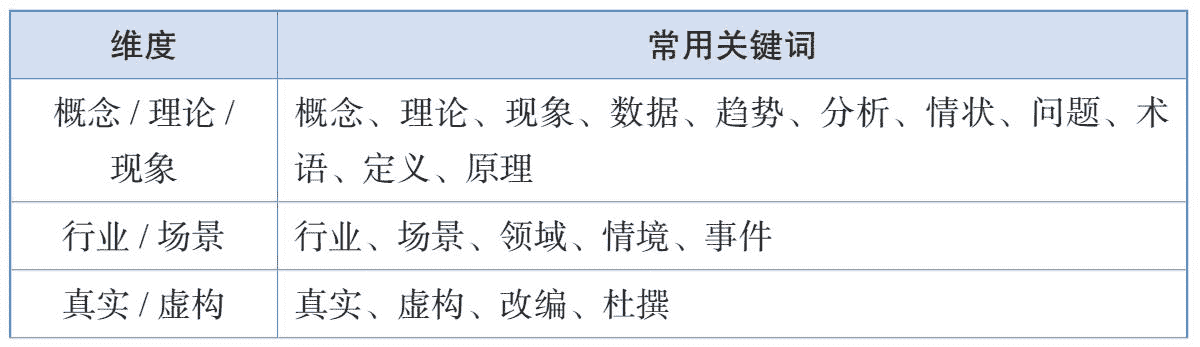 维度
常用关键词
概念 / 理论 /
现象
概念、理论、现象、数据、趋势、分析、情状、问题、术
语、定义、原理
行业 / 场景
行业、场景、领域、情境、事件
真实 / 虚构
真实、虚构、改编、杜撰